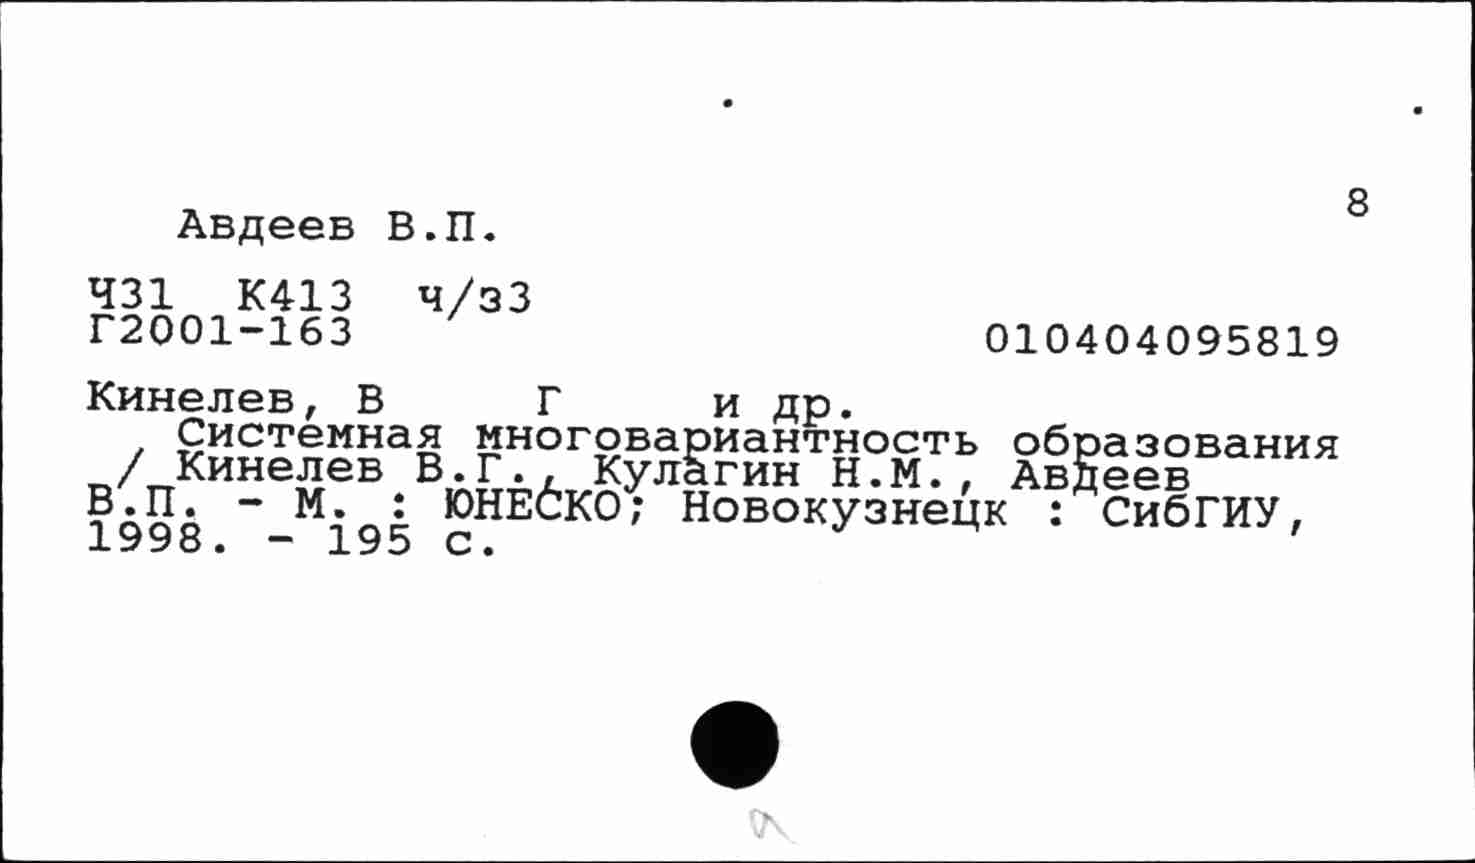 8
Авдеев В.П.
Ч31 К413 ч/з3
Г2001-163
010404095819
Кинелев, В Г и др.
Системная многовариантность образования
/ Кинелев В.Г., Кулагин Н.М., Авдеев
В.П. - М. : ЮНЕСКО; Новокузнецк : СибГИУ,
1998. - 195 с.